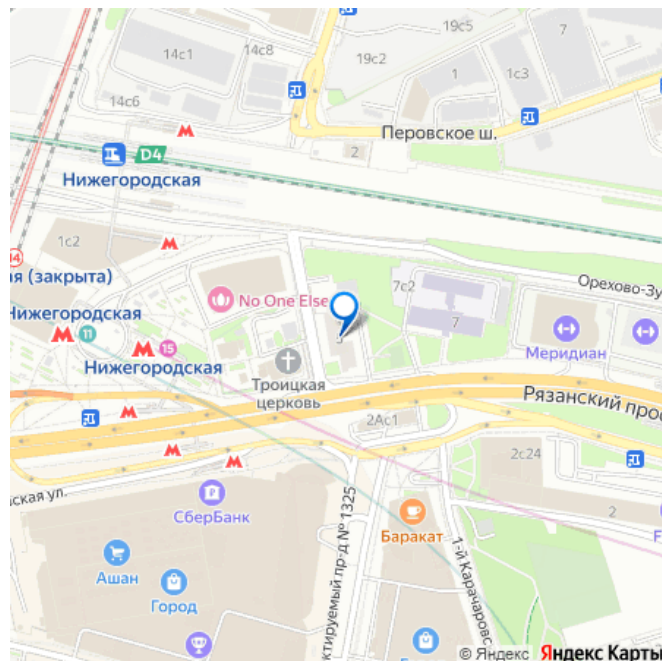 19с5
7
14с1
14с8
19с2
1
1с3
14с6
Перовское ш.
2
D4
Нижегородская
1с2
14
ая (закрыта)
7с2
Орехово-Зу
No One Else
Нижегородская
11
7
15
Меридиан
Нижегородская
Троицкая
церковь
Рязанский прос
2Ас1
2с24
ская ул.
СберБанк
2
Баракат
F
ктируемый пр-д № 1325
1-й Карачаровс
Ашан
Город
© Яндекс Яндекс Карты